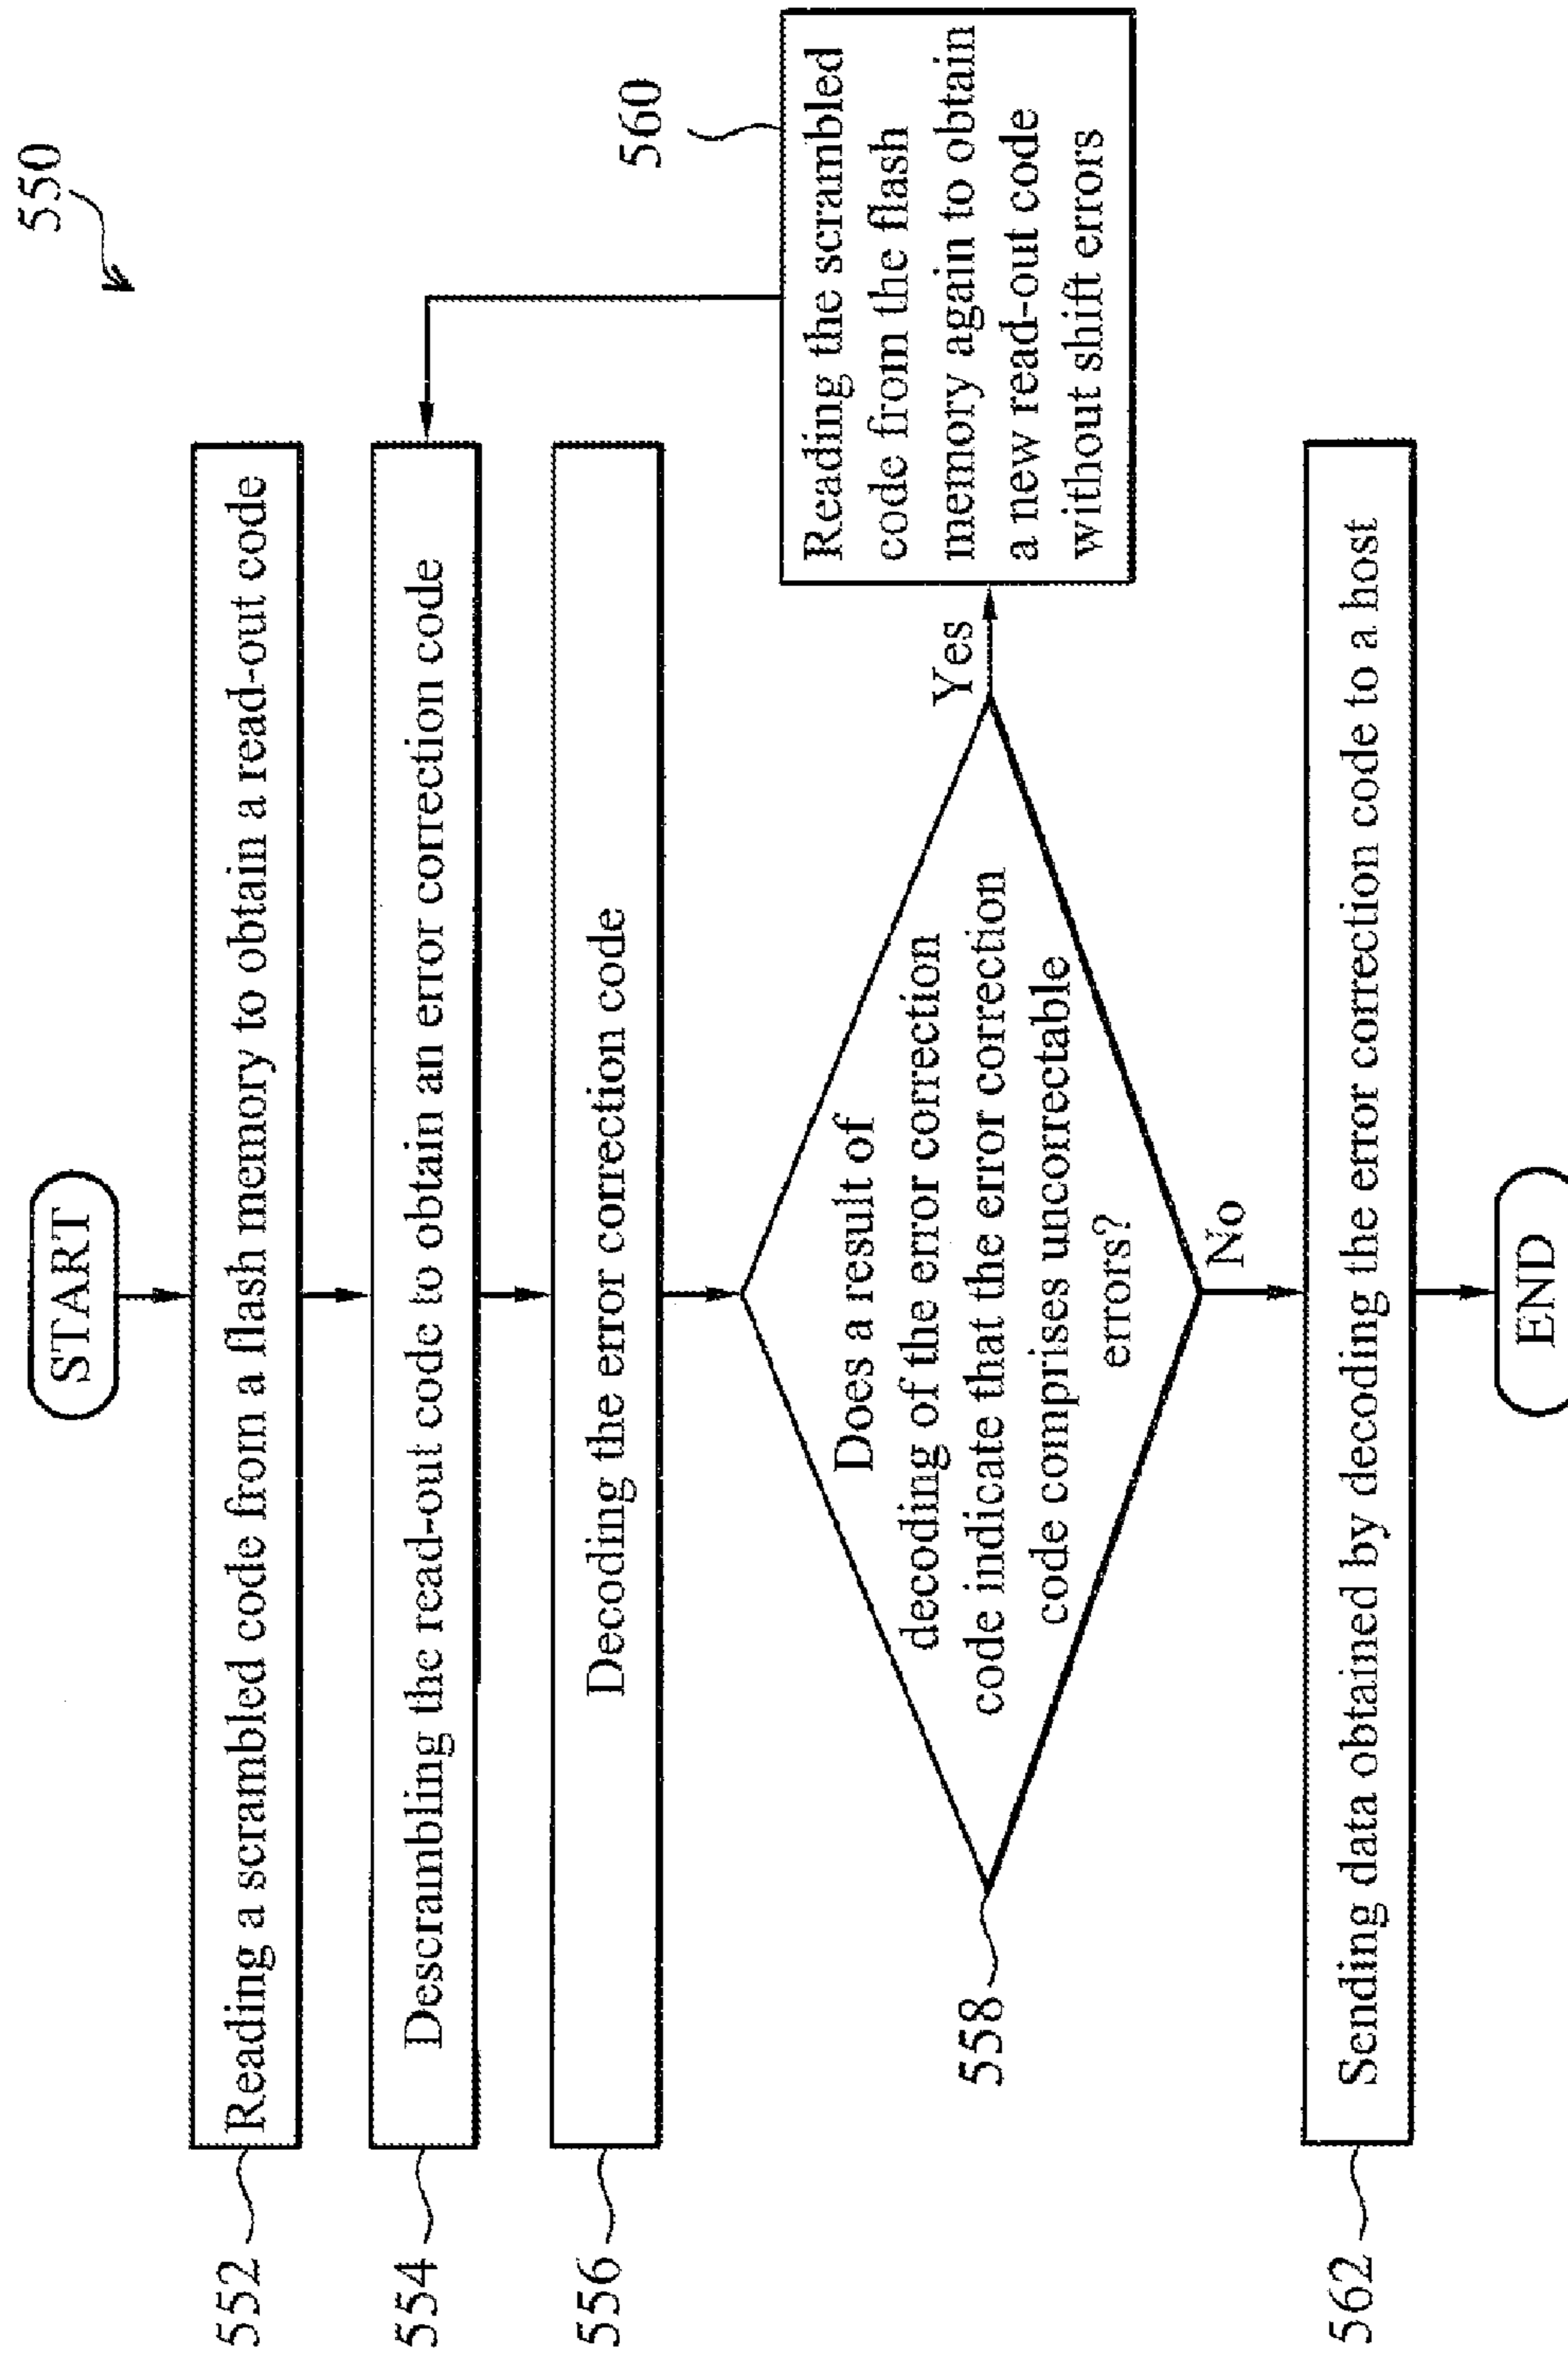 550
START
552
Reading a scrambled code from a flash memory to obtain a read-out code
554
Descrambling the read-out code to obtain an error correction code
556
Decoding the error correction code
558
Does a result of
decoding of the error correction
code indicate that the error correction
code comprises uncorrectable
errors?
Yes
560
Reading the scrambled
code from the flash
memory again to obtain
a new read-out code
without shift errors
No
562
Sending data obtained by decoding the error correction code to a host
END